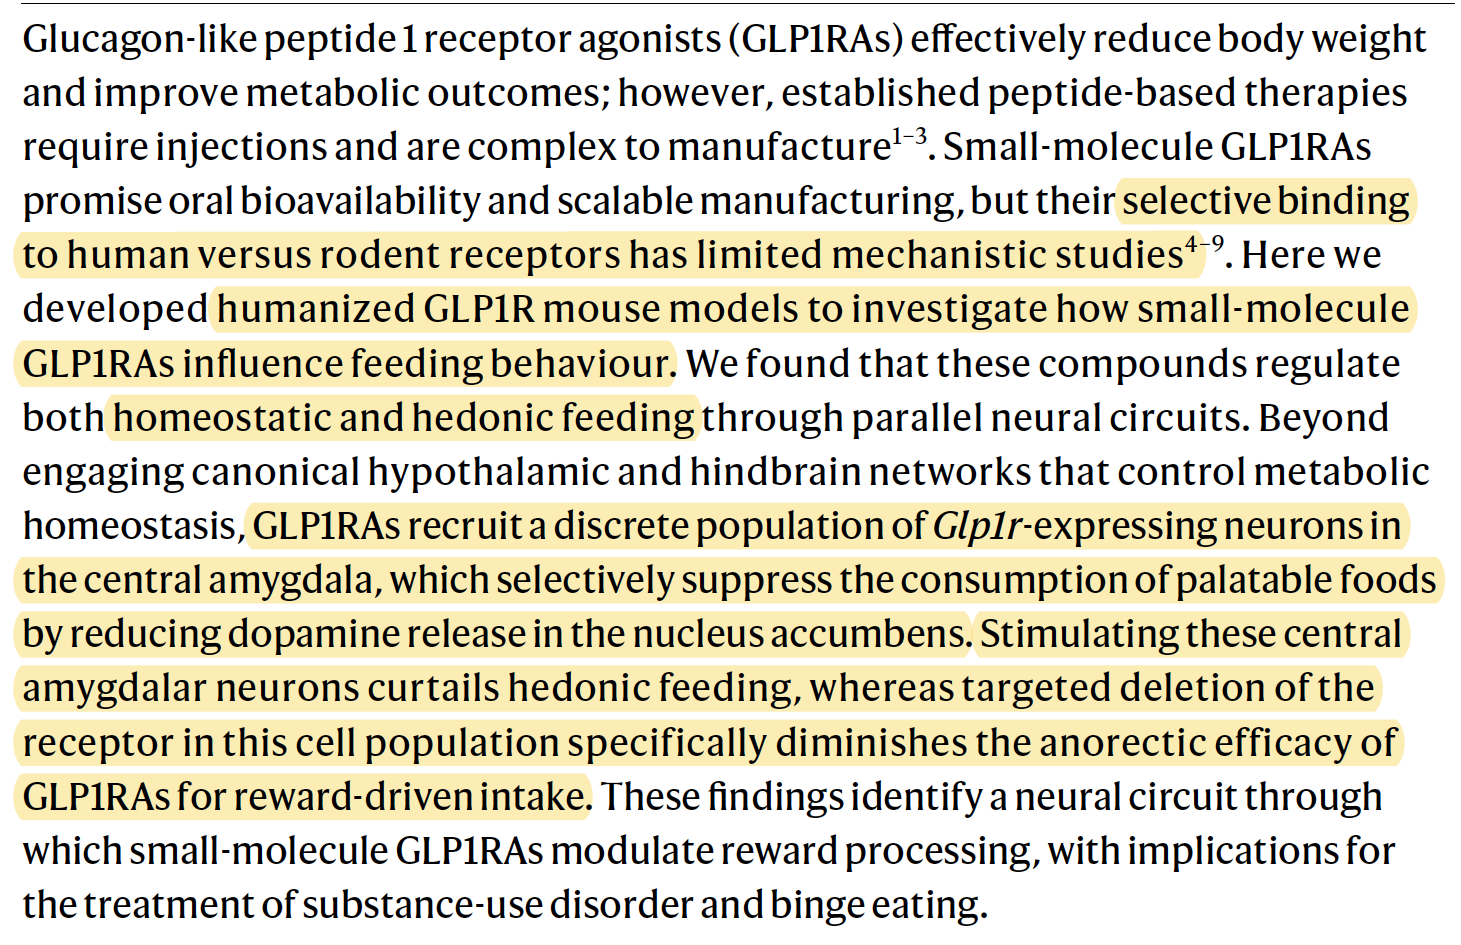 Glucagon-like peptide 1 receptor agonists (GLP1RAs) effectively reduce body weight
and improve metabolic outcomes; however, established peptide-based therapies
require injections and are complex to manufacture¹⁻³. Small-molecule GLP1RAs
promise oral bioavailability and scalable manufacturing, but their selective binding
to human versus rodent receptors has limited mechanistic studies⁴⁻⁹. Here we
developed humanized GLP1R mouse models to investigate how small-molecule
GLP1RAs influence feeding behaviour. We found that these compounds regulate
both homeostatic and hedonic feeding through parallel neural circuits. Beyond
engaging canonical hypothalamic and hindbrain networks that control metabolic
homeostasis, GLP1RAs recruit a discrete population of Glp1r-expressing neurons in
the central amygdala, which selectively suppress the consumption of palatable foods
by reducing dopamine release in the nucleus accumbens. Stimulating these central
amygdalar neurons curtails hedonic feeding, whereas targeted deletion of the
receptor in this cell population specifically diminishes the anorectic efficacy of
GLP1RAs for reward-driven intake. These findings identify a neural circuit through
which small-molecule GLP1RAs modulate reward processing, with implications for
the treatment of substance-use disorder and binge eating.